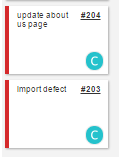 update about #204
us page
C
Import defect #203
C